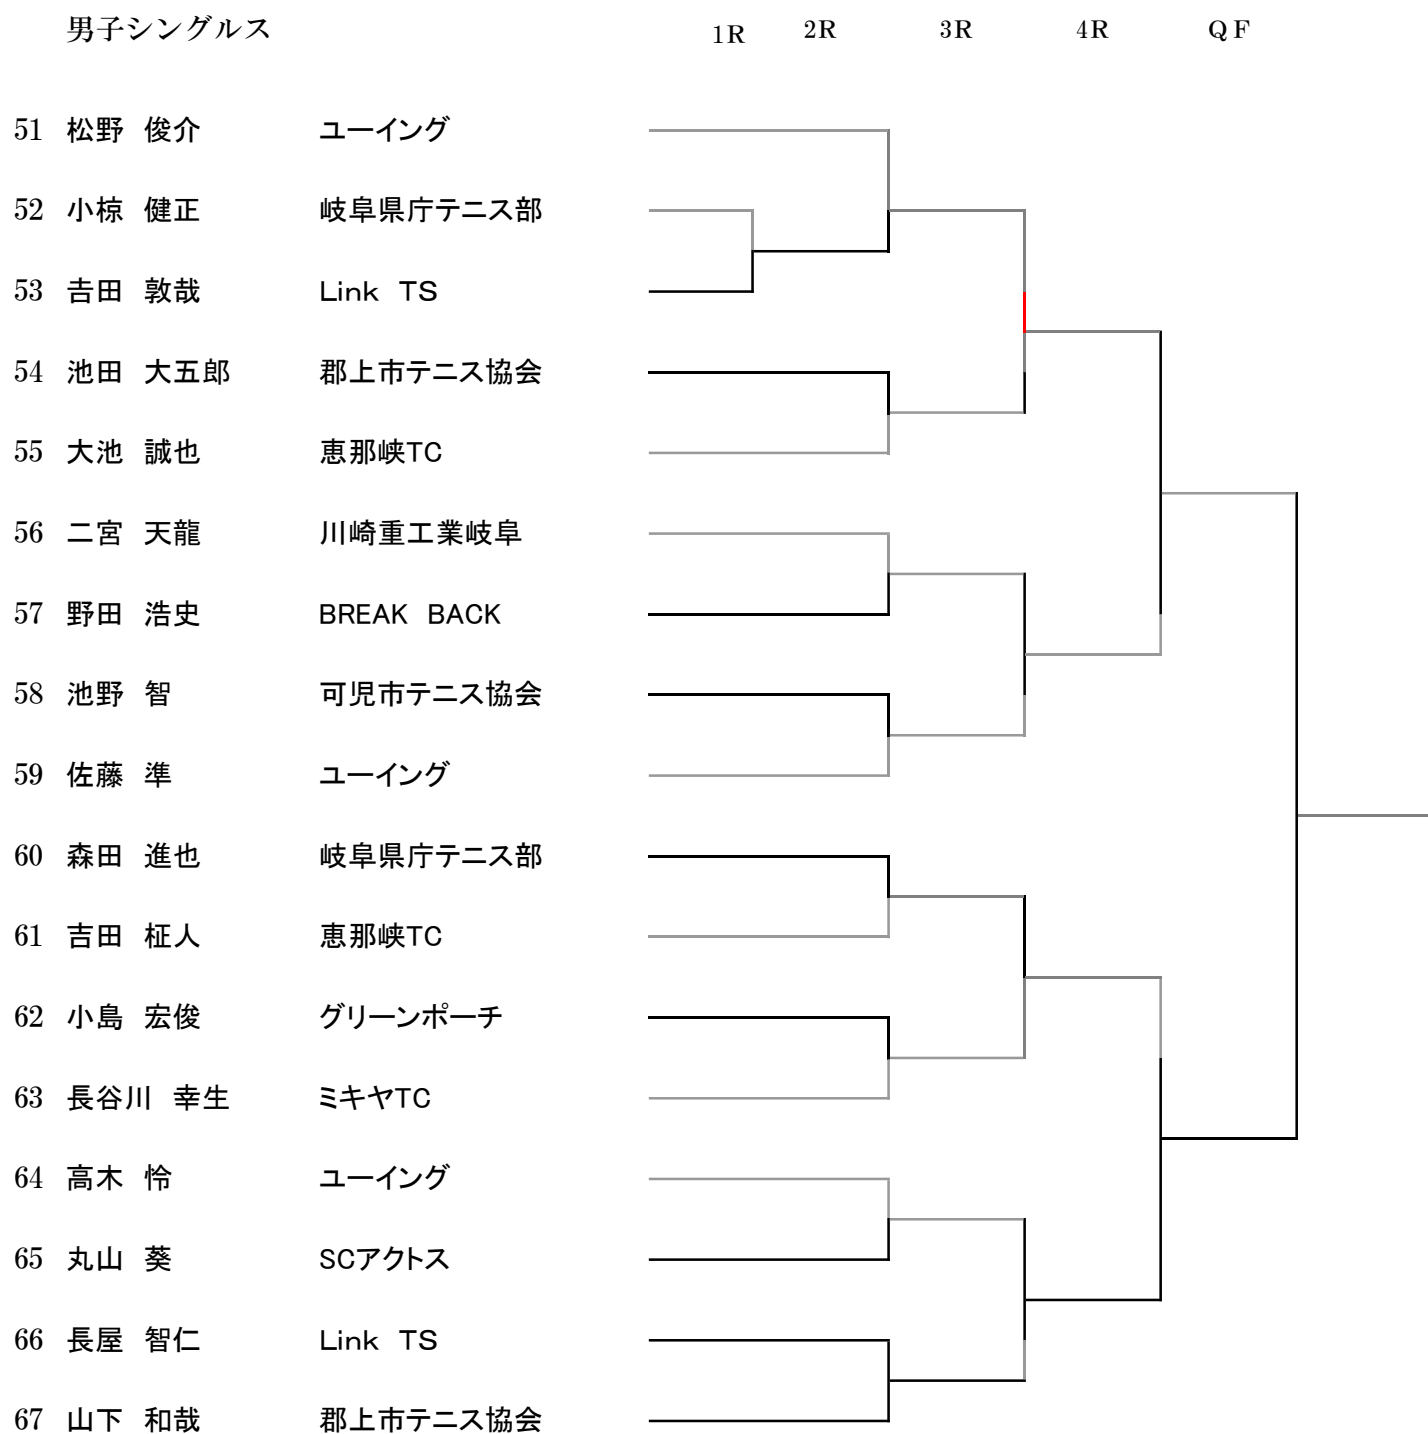 男子シングルス 1R 2R 3R 4R QF
51 松野 俊介 ユーイング
52 小椋 健正 岐阜県庁テニス部
53 𠮷田 敦哉 Link TS
54 池田 大五郎 郡上市テニス協会
55 大池 誠也 恵那峡TC
56 二宮 天龍 川崎重工業岐阜
57 野田 浩史 BREAK BACK
58 池野 智 可児市テニス協会
59 佐藤 準 ユーイング
60 森田 進也 岐阜県庁テニス部
61 吉田 柾人 恵那峡TC
62 小島 宏俊 グリーンポーチ
63 長谷川 幸生 ミキヤTC
64 高木 怜 ユーイング
65 丸山 葵 SCアクトス
66 長屋 智仁 Link TS
67 山下 和哉 郡上市テニス協会